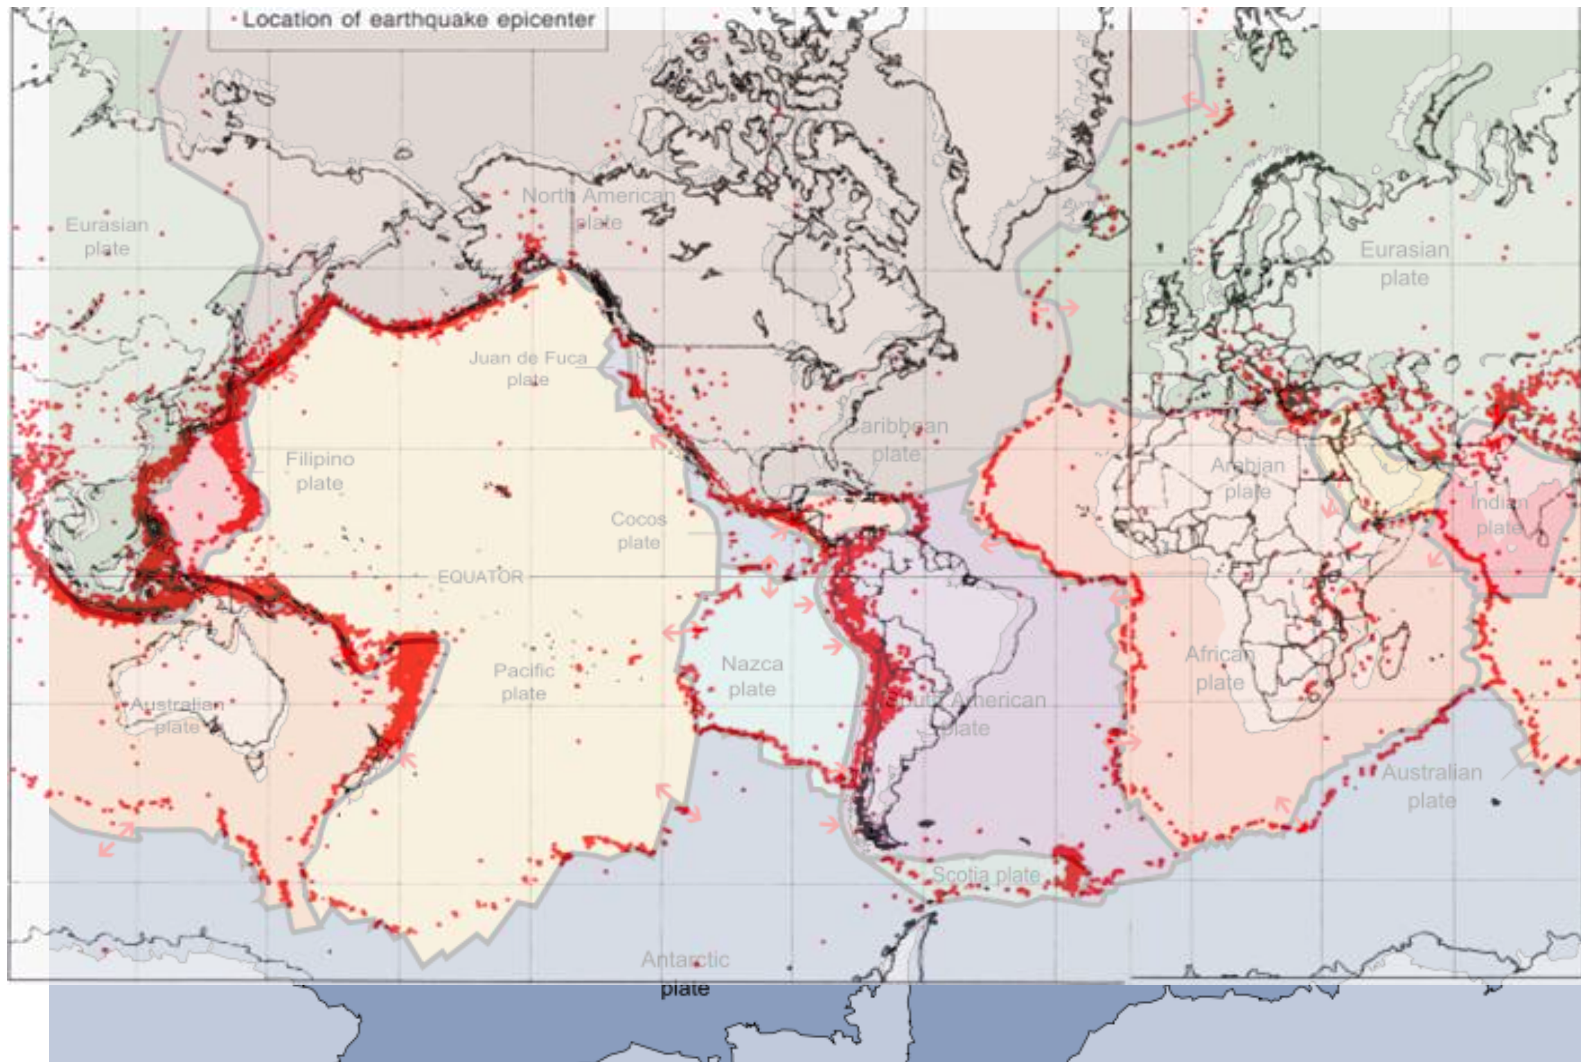 Location of earthquake epicenter
North American
plate
Eurasian
plate
Eurasian
plate
Juan de Fuca
plate
Caribbean
plate
Filipino
plate
Arabian
plate
Indian
plate
Cocos
plate
EQUATOR
Nazca
plate
Pacific
plate
African
plate
South American
plate
Australian
plate
Australian
plate
Scotia plate
Antarctic
plate